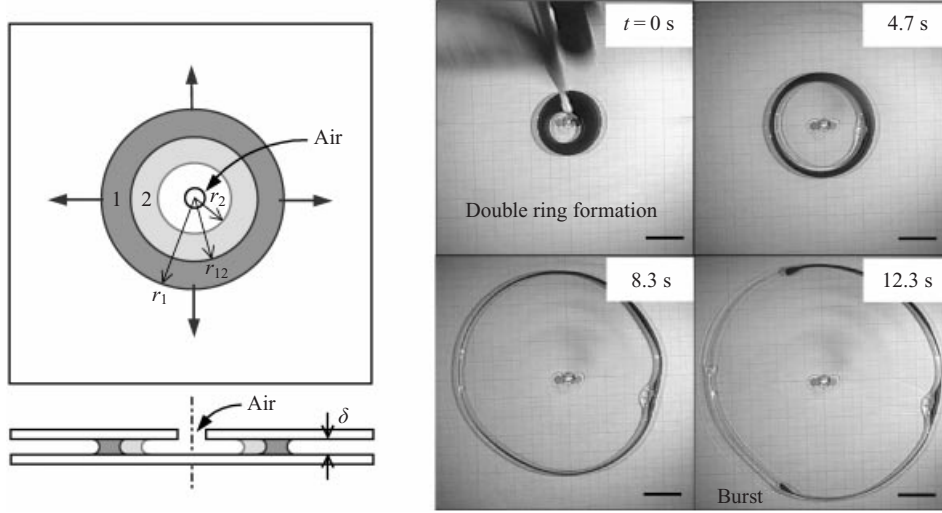 Air
1
2
r2
r12
r1
Air
δ
t = 0 s
Double ring formation
4.7 s
8.3 s
12.3 s
Burst